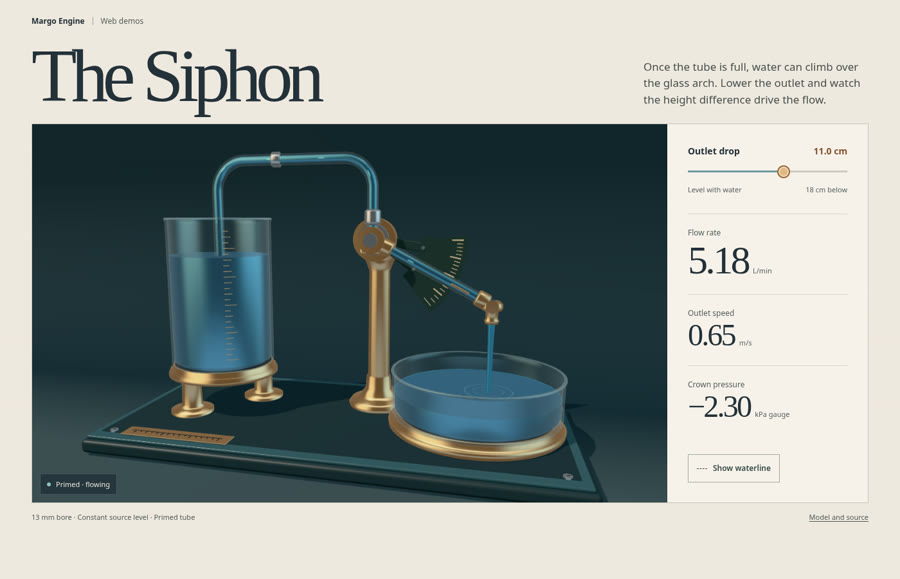 Margo Engine | Web demos
The Siphon
Once the tube is full, water can climb over
the glass arch. Lower the outlet and watch
the height difference drive the flow.
Outlet drop 11.0 cm
Level with water 18 cm below
Flow rate
5.18 L/min
Outlet speed
0.65 m/s
Crown pressure
−2.30 kPa gauge
---- Show waterline
Primed · flowing
13 mm bore · Constant source level · Primed tube
Model and source